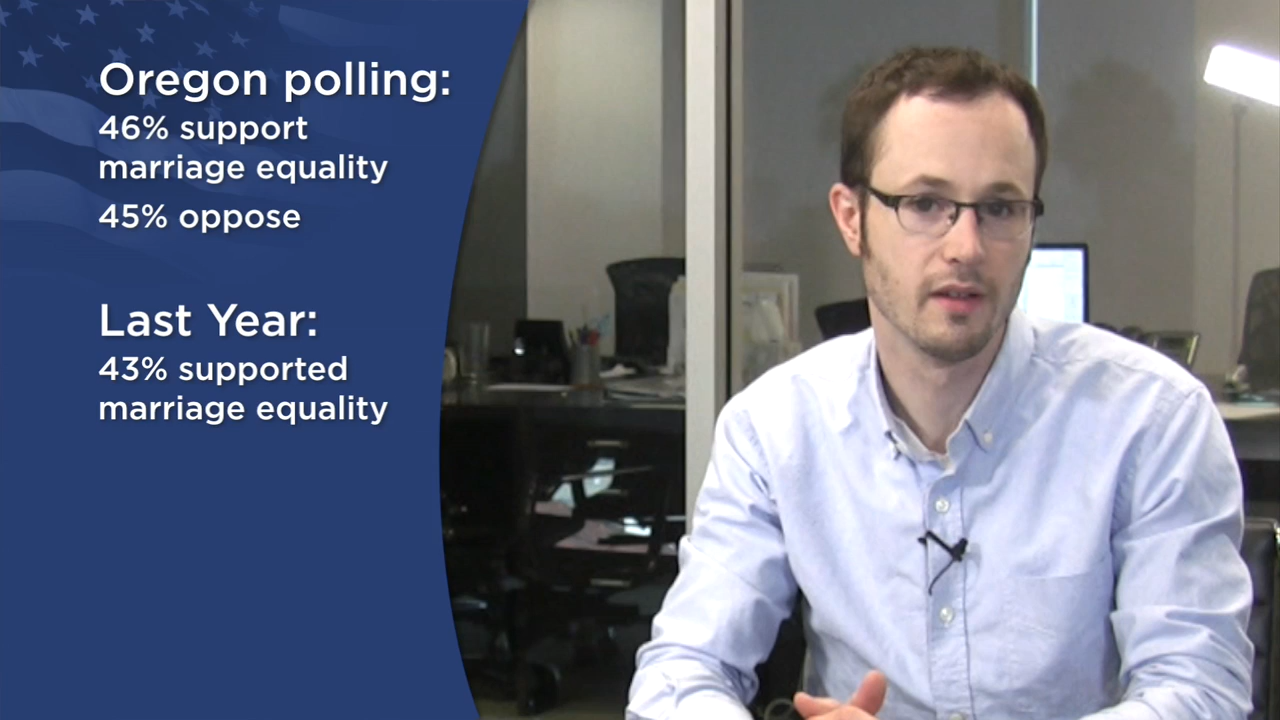 Oregon polling:
46% support
marriage equality
45% oppose
Last Year:
43% supported
marriage equality